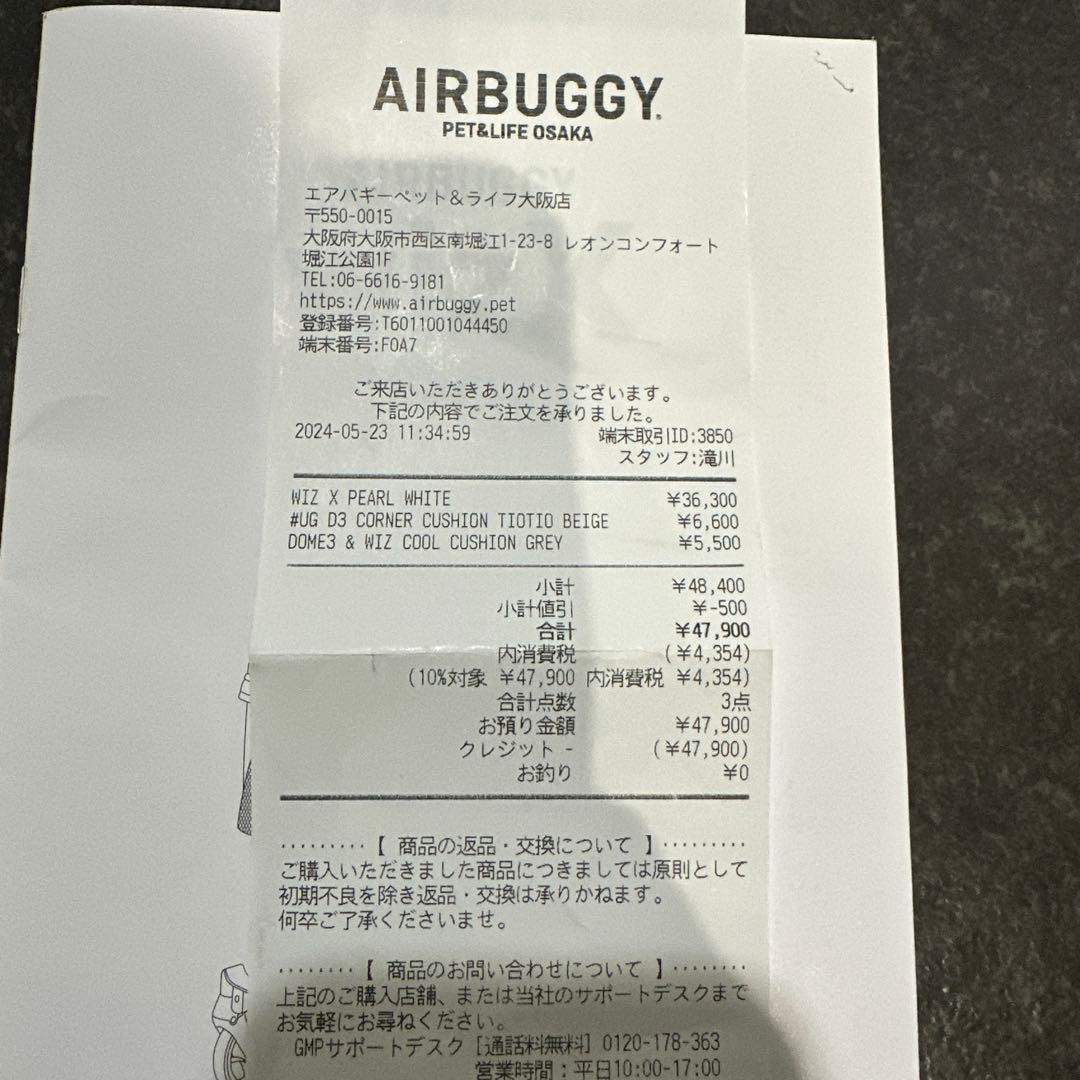 AIRBUGGY®
PET&LIFE OSAKA
エアバギーペット＆ライフ大阪店
〒550-0015
大阪府大阪市西区南堀江1-23-8 レオンコンフォート
堀江公園1F
TEL:06-6616-9181
https://www.airbuggy.pet
登録番号:T6011001044450
端末番号:F0A7
ご来店いただきありがとうございます。
下記の内容でご注文を承りました。
2024-05-23 11:34:59 端末取引ID:3850
スタッフ:滝川
WIZ X PEARL WHITE ¥36,300
#UG D3 CORNER CUSHION TIOTIO BEIGE ¥6,600
DOME3 & WIZ COOL CUSHION GREY ¥5,500
小計 ¥48,400
小計値引 ¥-500
合計 ¥47,900
内消費税 (¥4,354)
(10%対象 ¥47,900 内消費税 ¥4,354)
合計点数 3点
お預り金額 ¥47,900
クレジット - (¥47,900)
お釣り ¥0
………【 商品の返品・交換について 】………
ご購入いただきました商品につきましては原則として
初期不良を除き返品・交換は承りかねます。
何卒ご了承くださいませ。
………【 商品のお問い合わせについて 】………
上記のご購入店舗、または当社のサポートデスクまで
お気軽にお尋ねください。
GMPサポートデスク [通話料無料] 0120-178-363
営業時間：平日10:00-17:00